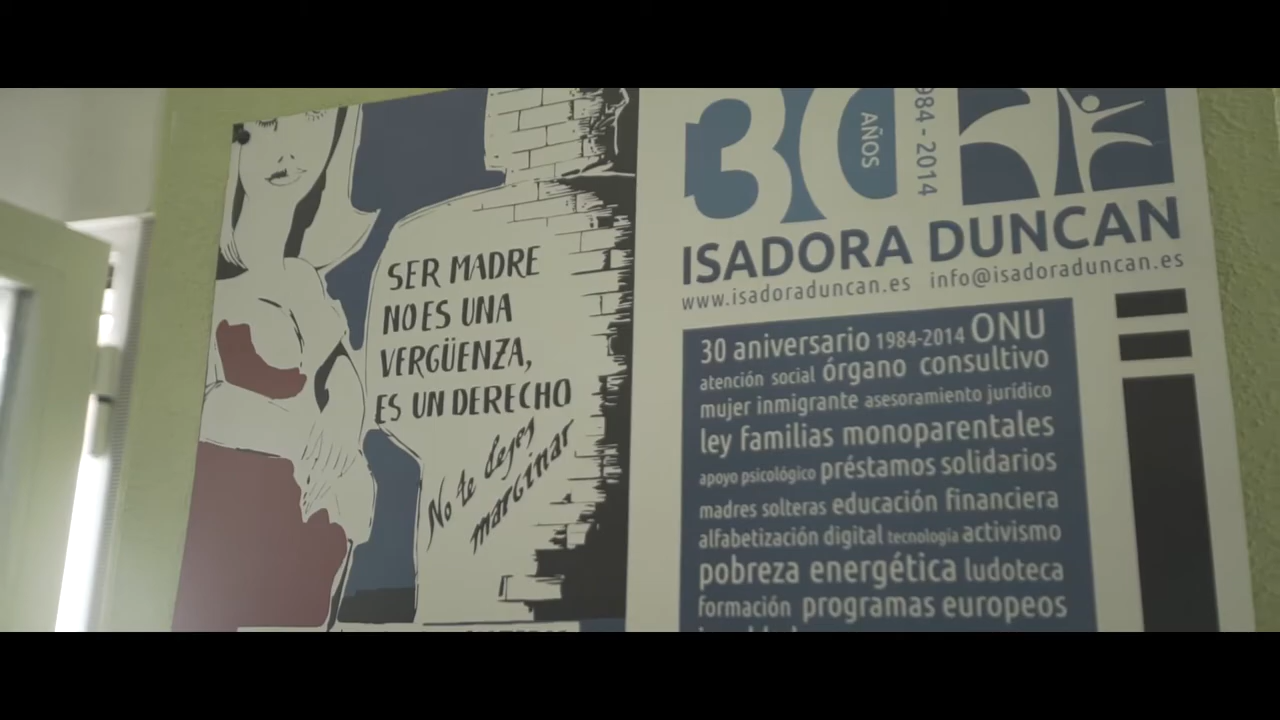 SER MADRE
NO ES UNA
VERGÜENZA,
ES UN DERECHO
No te dejes
marginar
30
AÑOS
1984 - 2014
ISADORA DUNCAN
www.isadoraduncan.es info@isadoraduncan.es
30 aniversario 1984-2014 ONU
atención social órgano consultivo
mujer inmigrante asesoramiento jurídico
ley familias monoparentales
apoyo psicológico préstamos solidarios
madres solteras educación financiera
alfabetización digital tecnología activismo
pobreza energética ludoteca
formación programas europeos